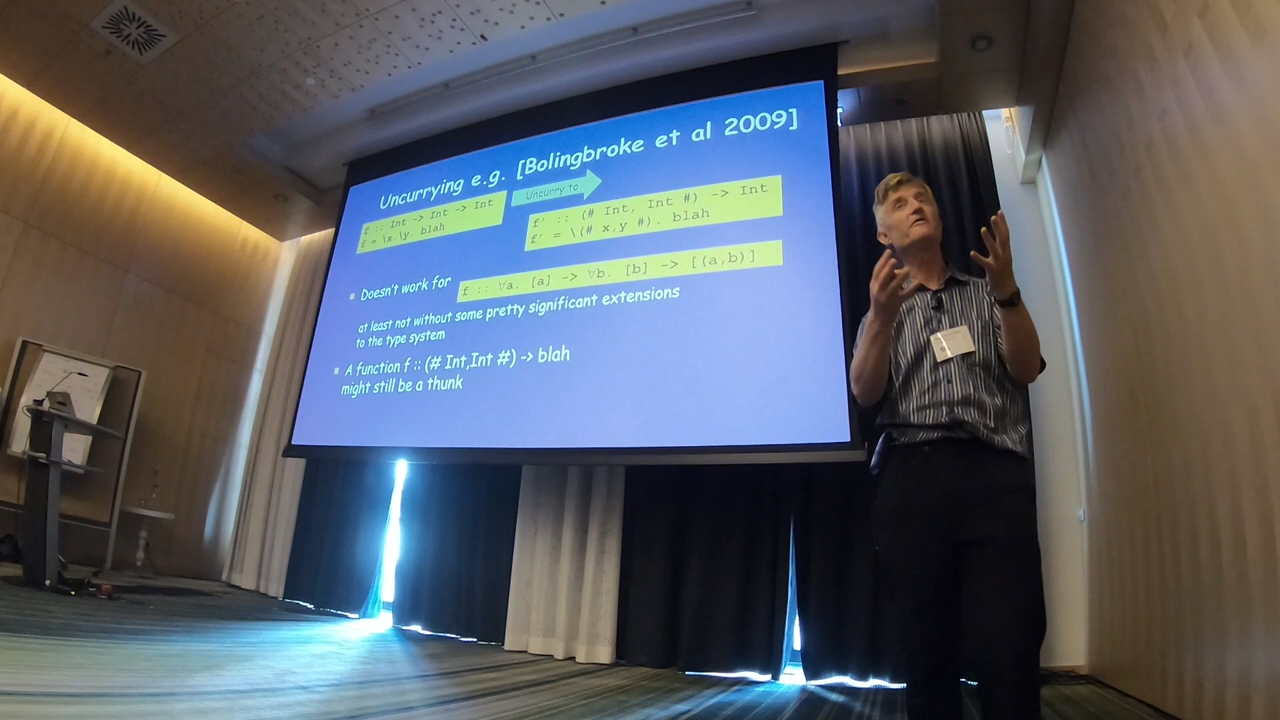 Uncurrying e.g. [Bolingbroke et al 2009]
f :: Int -> Int -> Int
f = \x.\y. blah
Uncurry to
f' :: (# Int, Int #) -> Int
f' = \(# x,y #). blah
Doesn't work for
f :: ∀a. [a] -> ∀b. [b] -> [(a,b)]
at least not without some pretty significant extensions
to the type system
A function f :: (# Int,Int #) -> blah
might still be a thunk